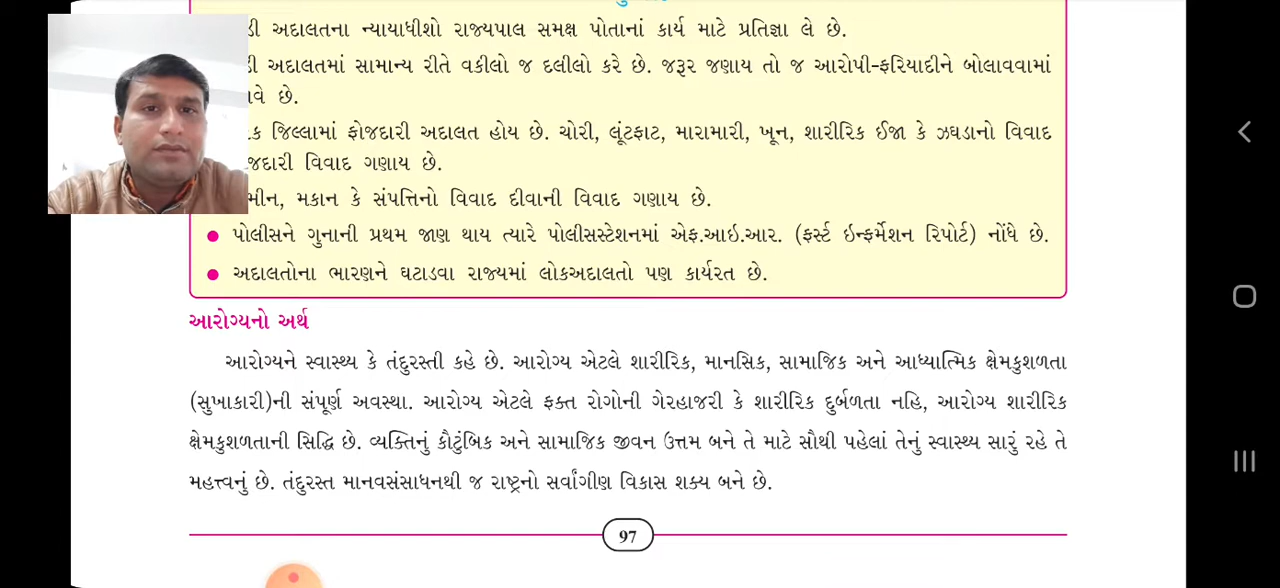 અદાલતના ન્યાયાધીશો રાજ્યપાલ સમક્ષ પોતાનાં કાર્ય માટે પ્રતિજ્ઞા લે છે.
અદાલતમાં સામાન્ય રીતે વકીલો જ દલીલો કરે છે. જરૂર જણાય તો જ આરોપી-ફરિયાદીને બોલાવવામાં
છે.
જિલ્લામાં ફોજદારી અદાલત હોય છે. ચોરી, લૂંટફાટ, મારામારી, ખૂન, શારીરિક ઈજા કે ઝઘડાનો વિવાદ
વિવાદ ગણાય છે.
મકાન કે સંપત્તિનો વિવાદ દીવાની વિવાદ ગણાય છે.
● પોલીસને ગુનાની પ્રથમ જાણ થાય ત્યારે પોલીસસ્ટેશનમાં એફ.આઇ.આર. (ફર્સ્ટ ઇન્ફર્મેશન રિપોર્ટ) નોંધે છે.
● અદાલતોના ભારણને ઘટાડવા રાજ્યમાં લોકઅદાલતો પણ કાર્યરત છે.
આરોગ્યનો અર્થ
આરોગ્યને સ્વાસ્થ્ય કે તંદુરસ્તી કહે છે. આરોગ્ય એટલે શારીરિક, માનસિક, સામાજિક અને આધ્યાત્મિક ક્ષેમકુશળતા
(સુખાકારી)ની સંપૂર્ણ અવસ્થા. આરોગ્ય એટલે ફક્ત રોગોની ગેરહાજરી કે શારીરિક દુર્બળતા નહિ, આરોગ્ય શારીરિક
ક્ષેમકુશળતાની સિદ્ધિ છે. વ્યક્તિનું કૌટુંબિક અને સામાજિક જીવન ઉત્તમ બને તે માટે સૌથી પહેલાં તેનું સ્વાસ્થ્ય સારું રહે તે
મહત્ત્વનું છે. તંદુરસ્ત માનવસંસાધનથી જ રાષ્ટ્રનો સર્વાંગીણ વિકાસ શક્ય બને છે.
97